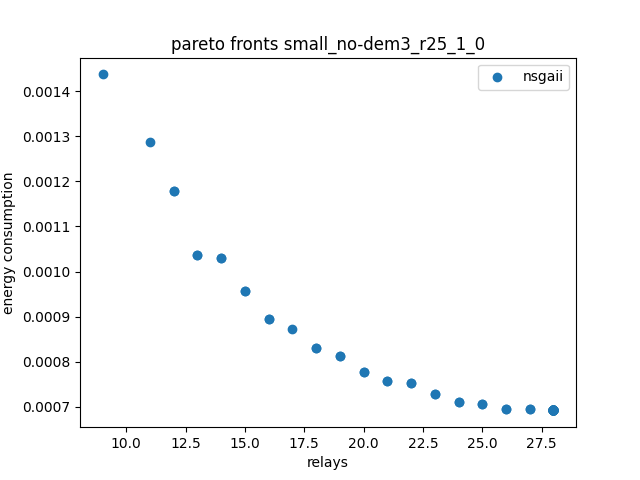 pareto fronts small_no-dem3_r25_1_0
nsgaii
0.0014
0.0013
0.0012
0.0011
0.0010
0.0009
0.0008
0.0007
energy consumption
10.0 12.5 15.0 17.5 20.0 22.5 25.0 27.5
relays